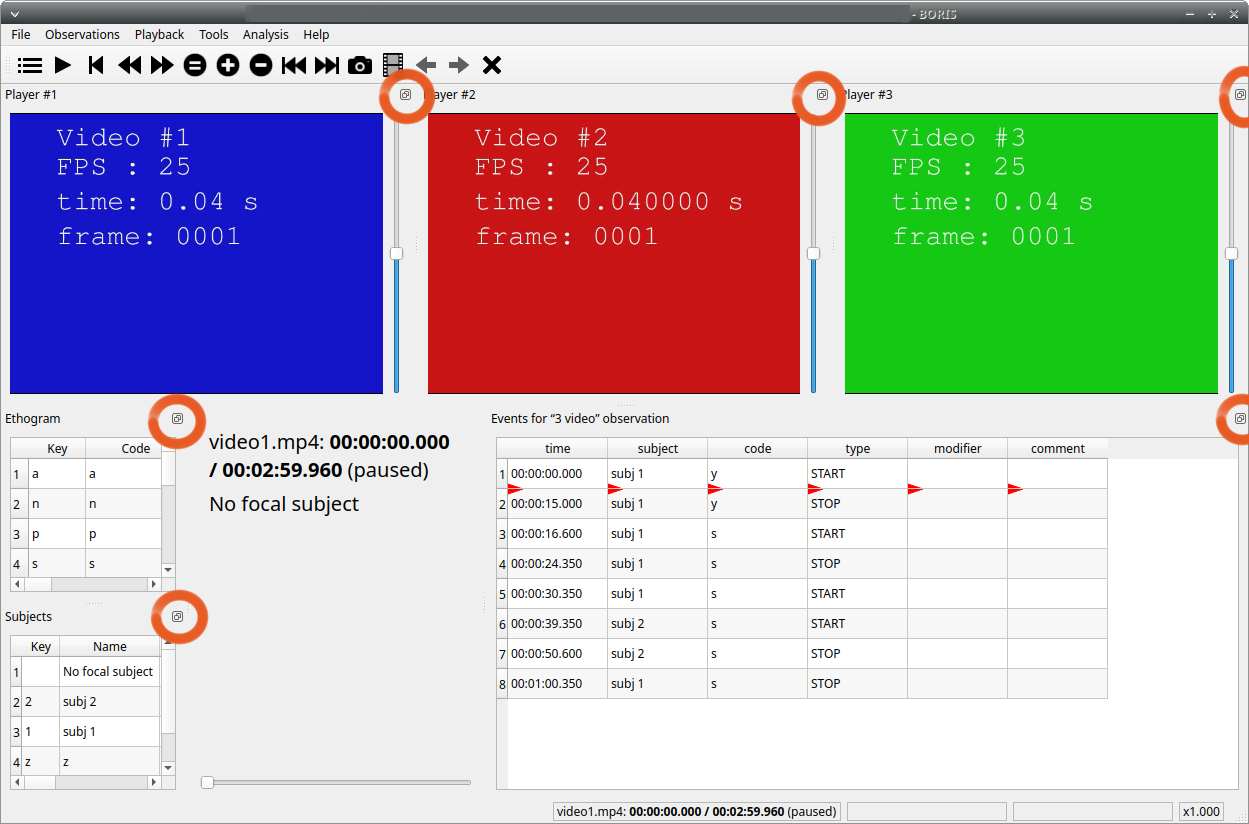 - BORIS
File Observations Playback Tools Analysis Help
Player #1
ayer #2
layer #3
Video #1
FPS : 25
time: 0.04 s
frame: 0001
Video #2
FPS : 25
time: 0.040000 s
frame: 0001
Video #3
FPS : 25
time: 0.04 s
frame: 0001
Ethogram
Key Code
1 a a
2 n n
3 p p
4 s s
video1.mp4: 00:00:00.000
/ 00:02:59.960 (paused)
No focal subject
Subjects
Key Name
1 No focal subject
2 2 subj 2
3 1 subj 1
4 z z
Events for “3 video” observation
time subject code type modifier comment
1 00:00:00.000 subj 1 y START
2 00:00:15.000 subj 1 y STOP
3 00:00:16.600 subj 1 s START
4 00:00:24.350 subj 1 s STOP
5 00:00:30.350 subj 1 s START
6 00:00:39.350 subj 2 s START
7 00:00:50.600 subj 2 s STOP
8 00:01:00.350 subj 1 s STOP
video1.mp4: 00:00:00.000 / 00:02:59.960 (paused)
x1.000